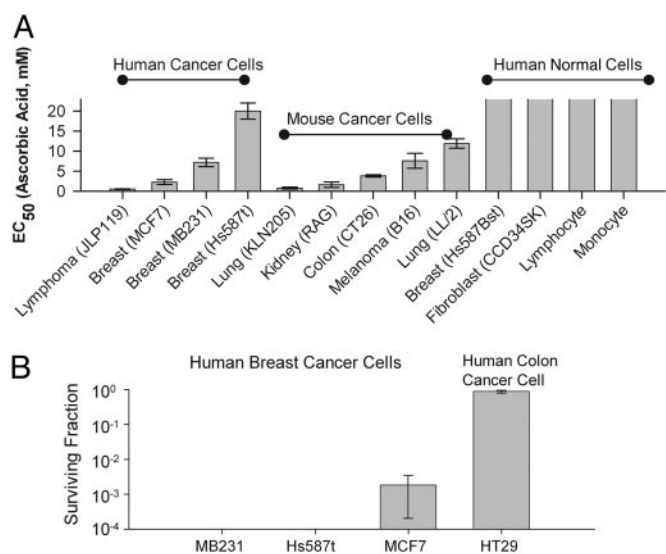 A
Human Cancer Cells
Human Normal Cells
Mouse Cancer Cells
EC50 (Ascorbic Acid, mM)
20
15
10
5
0
Lymphoma (JLP119)
Breast (MCF7)
Breast (MB231)
Breast (Hs587t)
Lung (KLN205)
Kidney (RAG)
Colon (CT26)
Melanoma (B16)
Lung (LL/2)
Breast (Hs587Bst)
Fibroblast (CCD34SK)
Lymphocyte
Monocyte
B
Human Breast Cancer Cells
Human Colon
Cancer Cell
Surviving Fraction
10^0
10^-1
10^-2
10^-3
10^-4
MB231
Hs587t
MCF7
HT29